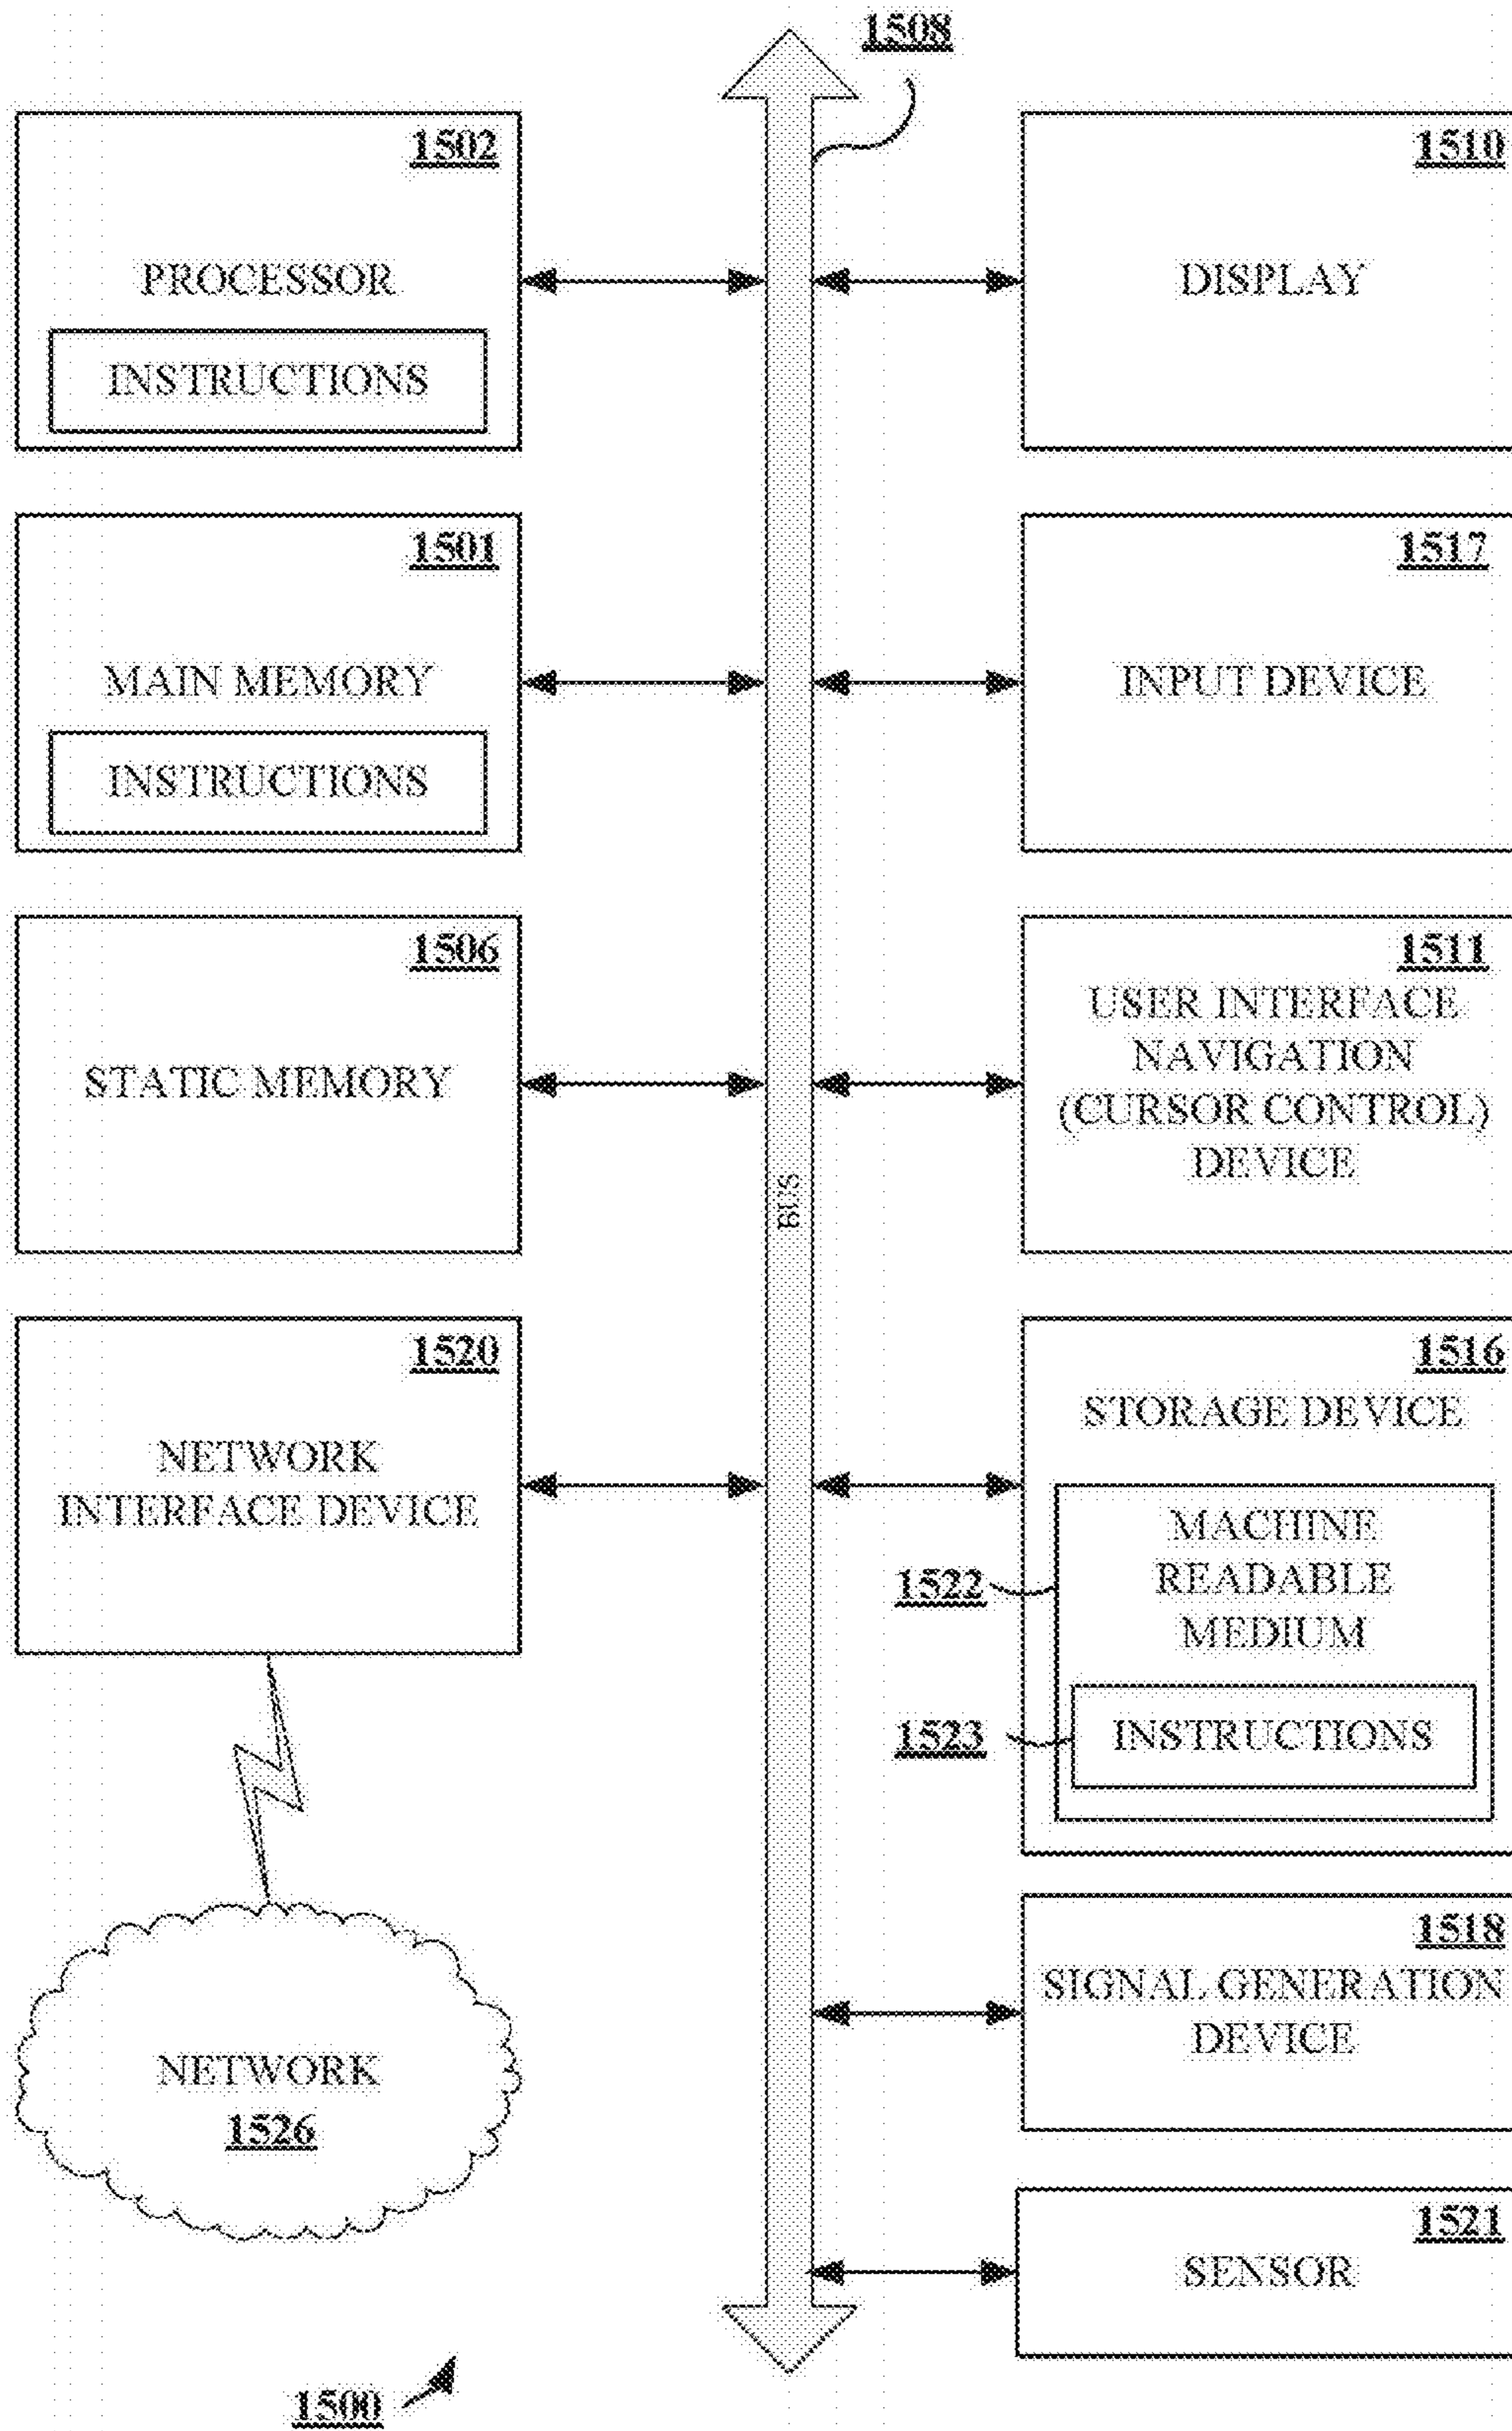 1508
1502
PROCESSOR
INSTRUCTIONS
1510
DISPLAY
1501
MAIN MEMORY
INSTRUCTIONS
1517
INPUT DEVICE
1506
STATIC MEMORY
1511
USER INTERFACE
NAVIGATION
(CURSOR CONTROL)
DEVICE
BUS
1520
NETWORK
INTERFACE DEVICE
1516
STORAGE DEVICE
MACHINE
READABLE
MEDIUM
1522
INSTRUCTIONS
1523
NETWORK
1526
1518
SIGNAL GENERATION
DEVICE
1521
SENSOR
1500